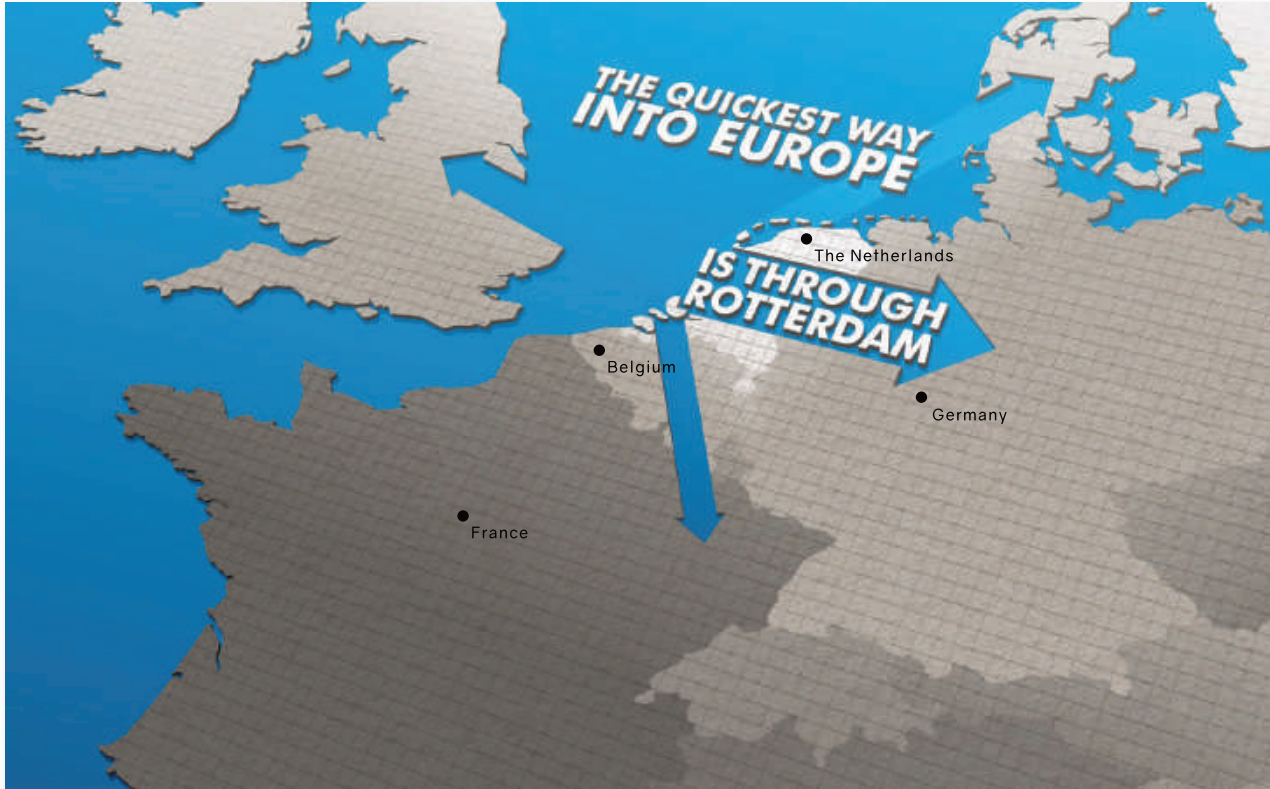 THE QUICKEST WAY
INTO EUROPE
IS THROUGH
ROTTERDAM
The Netherlands
Belgium
Germany
France